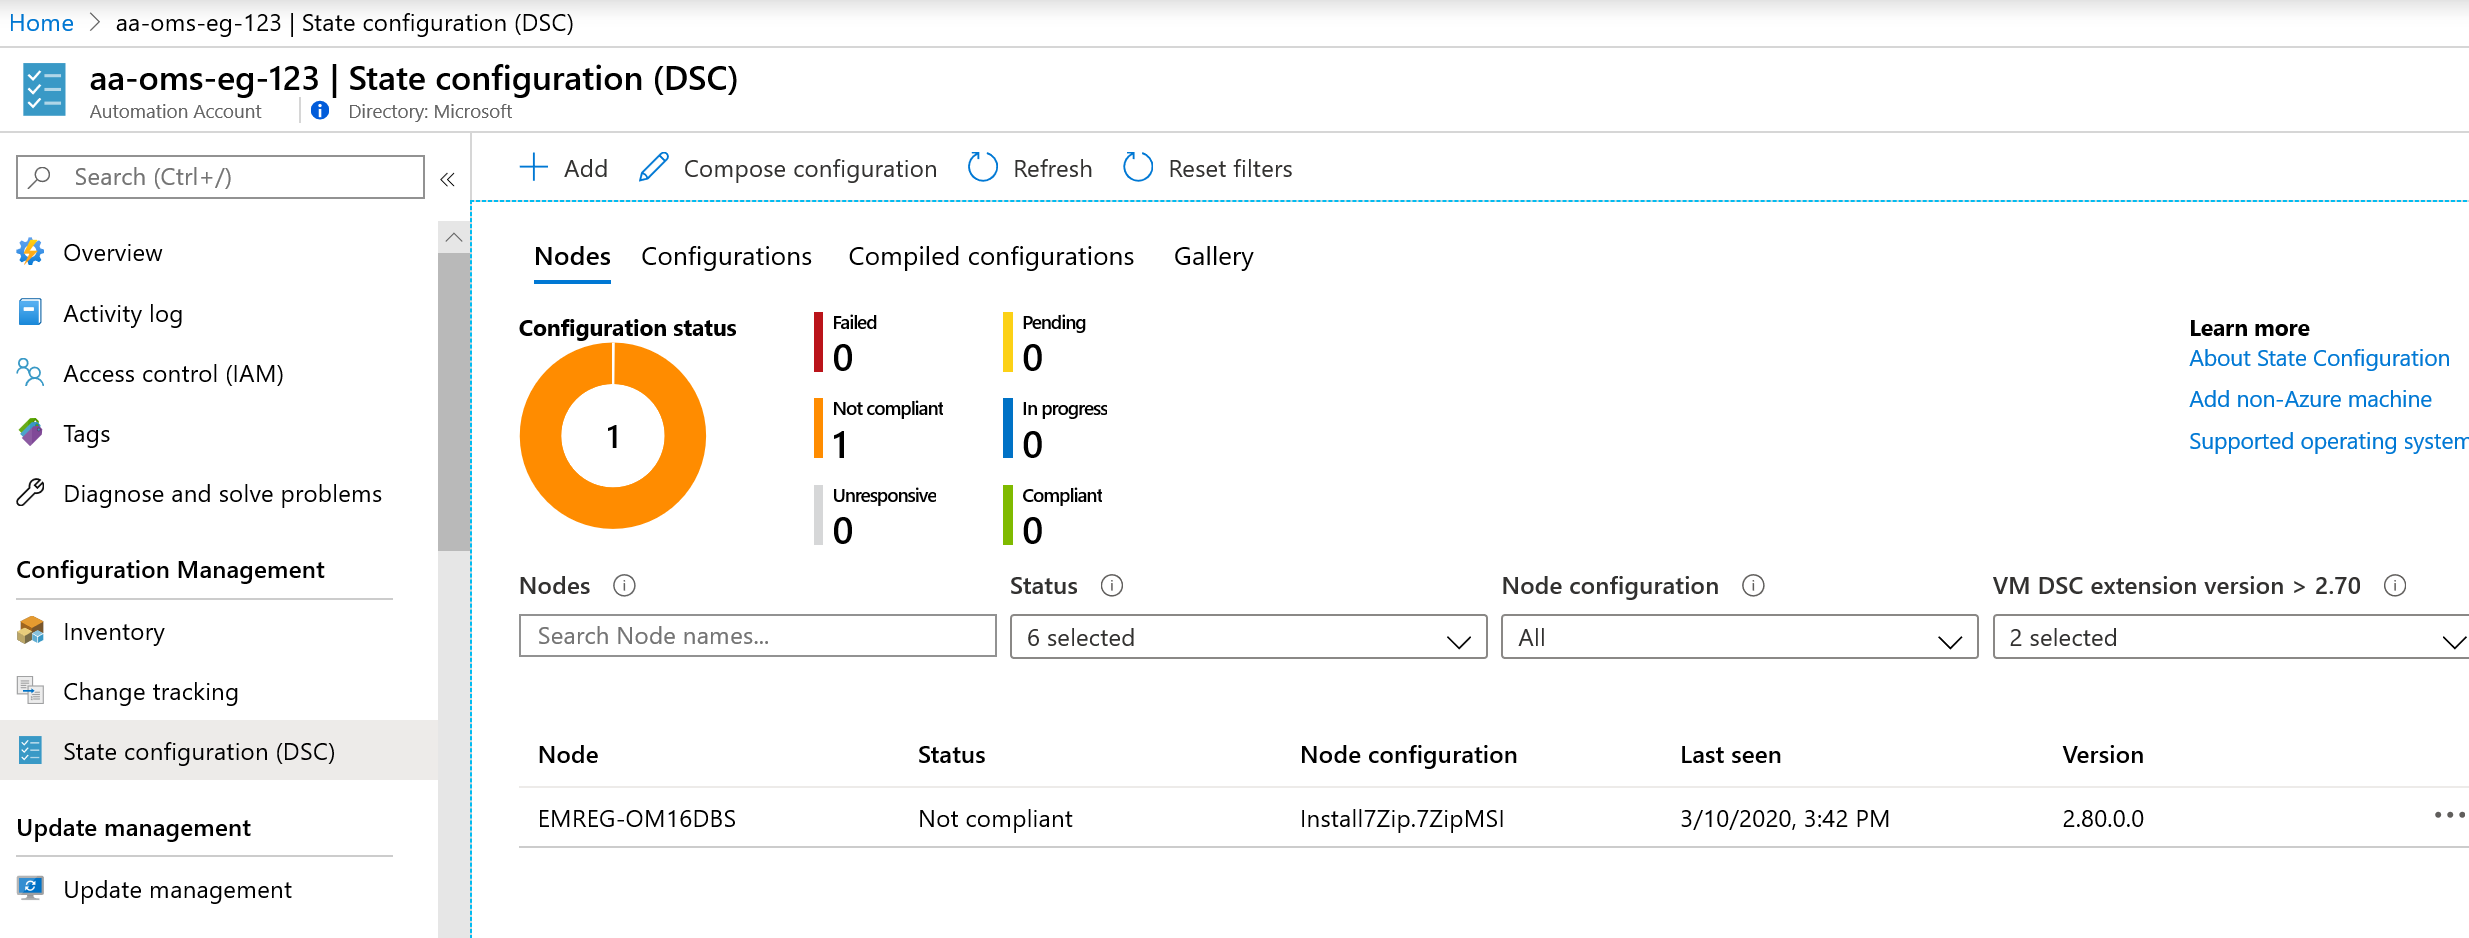 Home > aa-oms-eg-123 | State configuration (DSC)
aa-oms-eg-123 | State configuration (DSC)
Automation Account
Directory: Microsoft
Search (Ctrl+/)
«
Overview
Activity log
Access control (IAM)
Tags
Diagnose and solve problems
Configuration Management
Inventory
Change tracking
State configuration (DSC)
Update management
Update management
Add
Compose configuration
Refresh
Reset filters
Nodes
Configurations
Compiled configurations
Gallery
Configuration status
1
Failed
0
Pending
0
Not compliant
1
In progress
0
Unresponsive
0
Compliant
0
Learn more
About State Configuration
Add non-Azure machine
Supported operating system
Nodes
Search Node names...
Status
6 selected
Node configuration
All
VM DSC extension version > 2.70
2 selected
Node Status Node configuration Last seen Version
EMREG-OM16DBS Not compliant Install7Zip.7ZipMSI 3/10/2020, 3:42 PM 2.80.0.0 ...